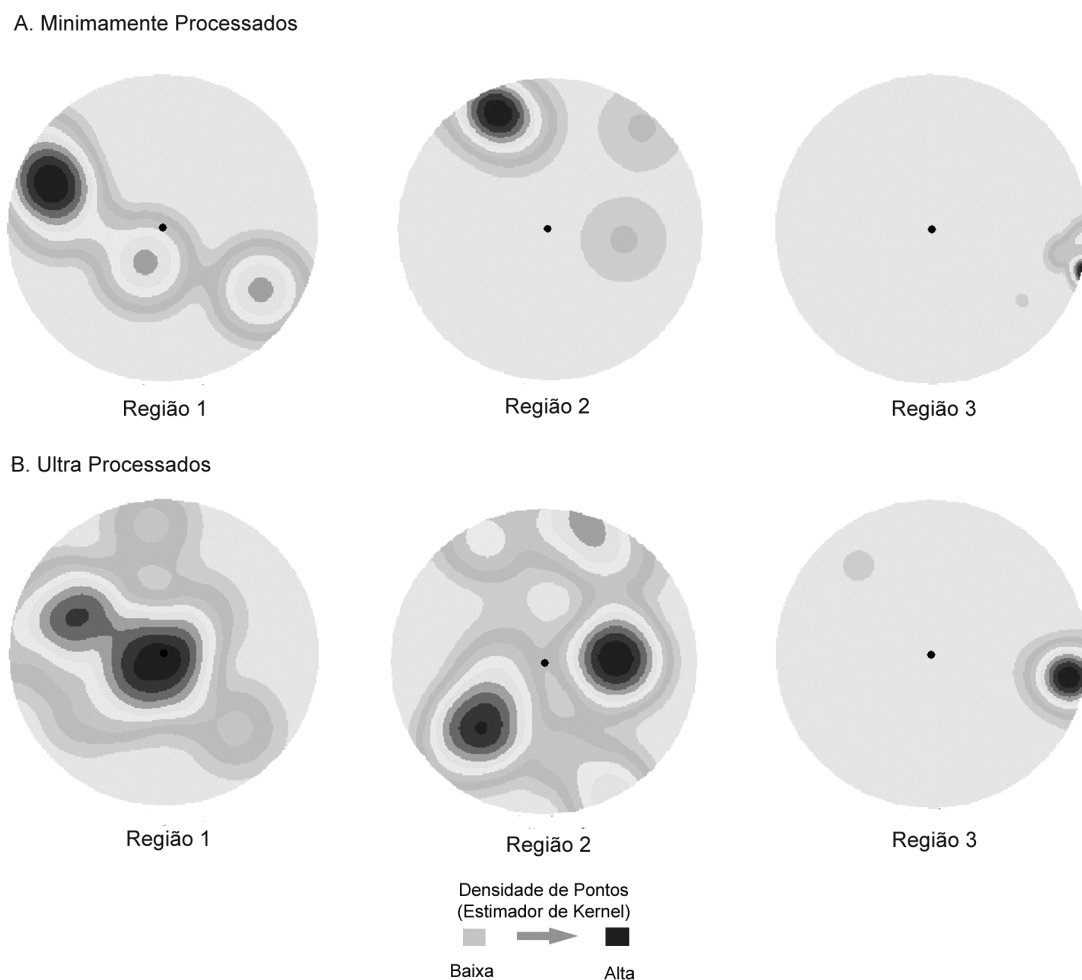 A. Minimamente Processados
Região 1
Região 2
Região 3
B. Ultra Processados
Região 1
Região 2
Região 3
Densidade de Pontos
(Estimador de Kernel)
Baixa
Alta